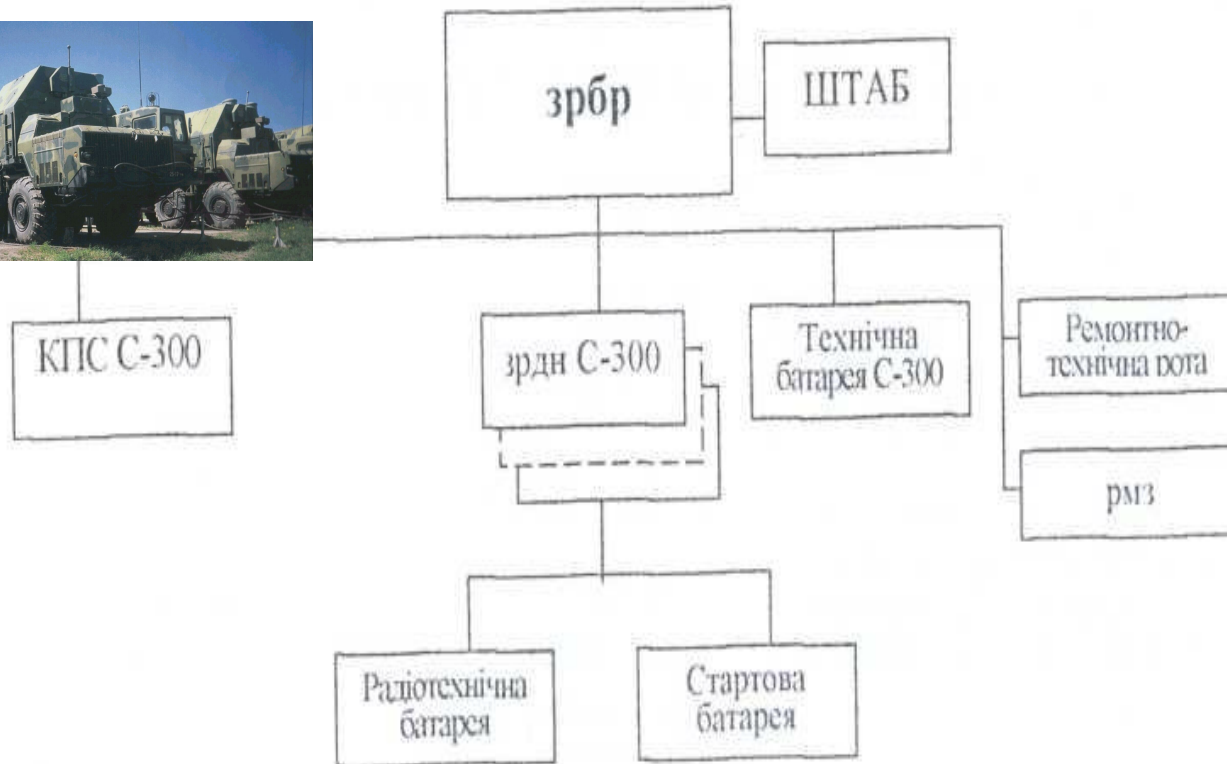 зрбр
ШТАБ
КПС С-300
зрдн С-300
Технічна
батарея С-300
Ремонтно-
технічна рота
рмз
Радіотехнічна
батарея
Стартова
батарея